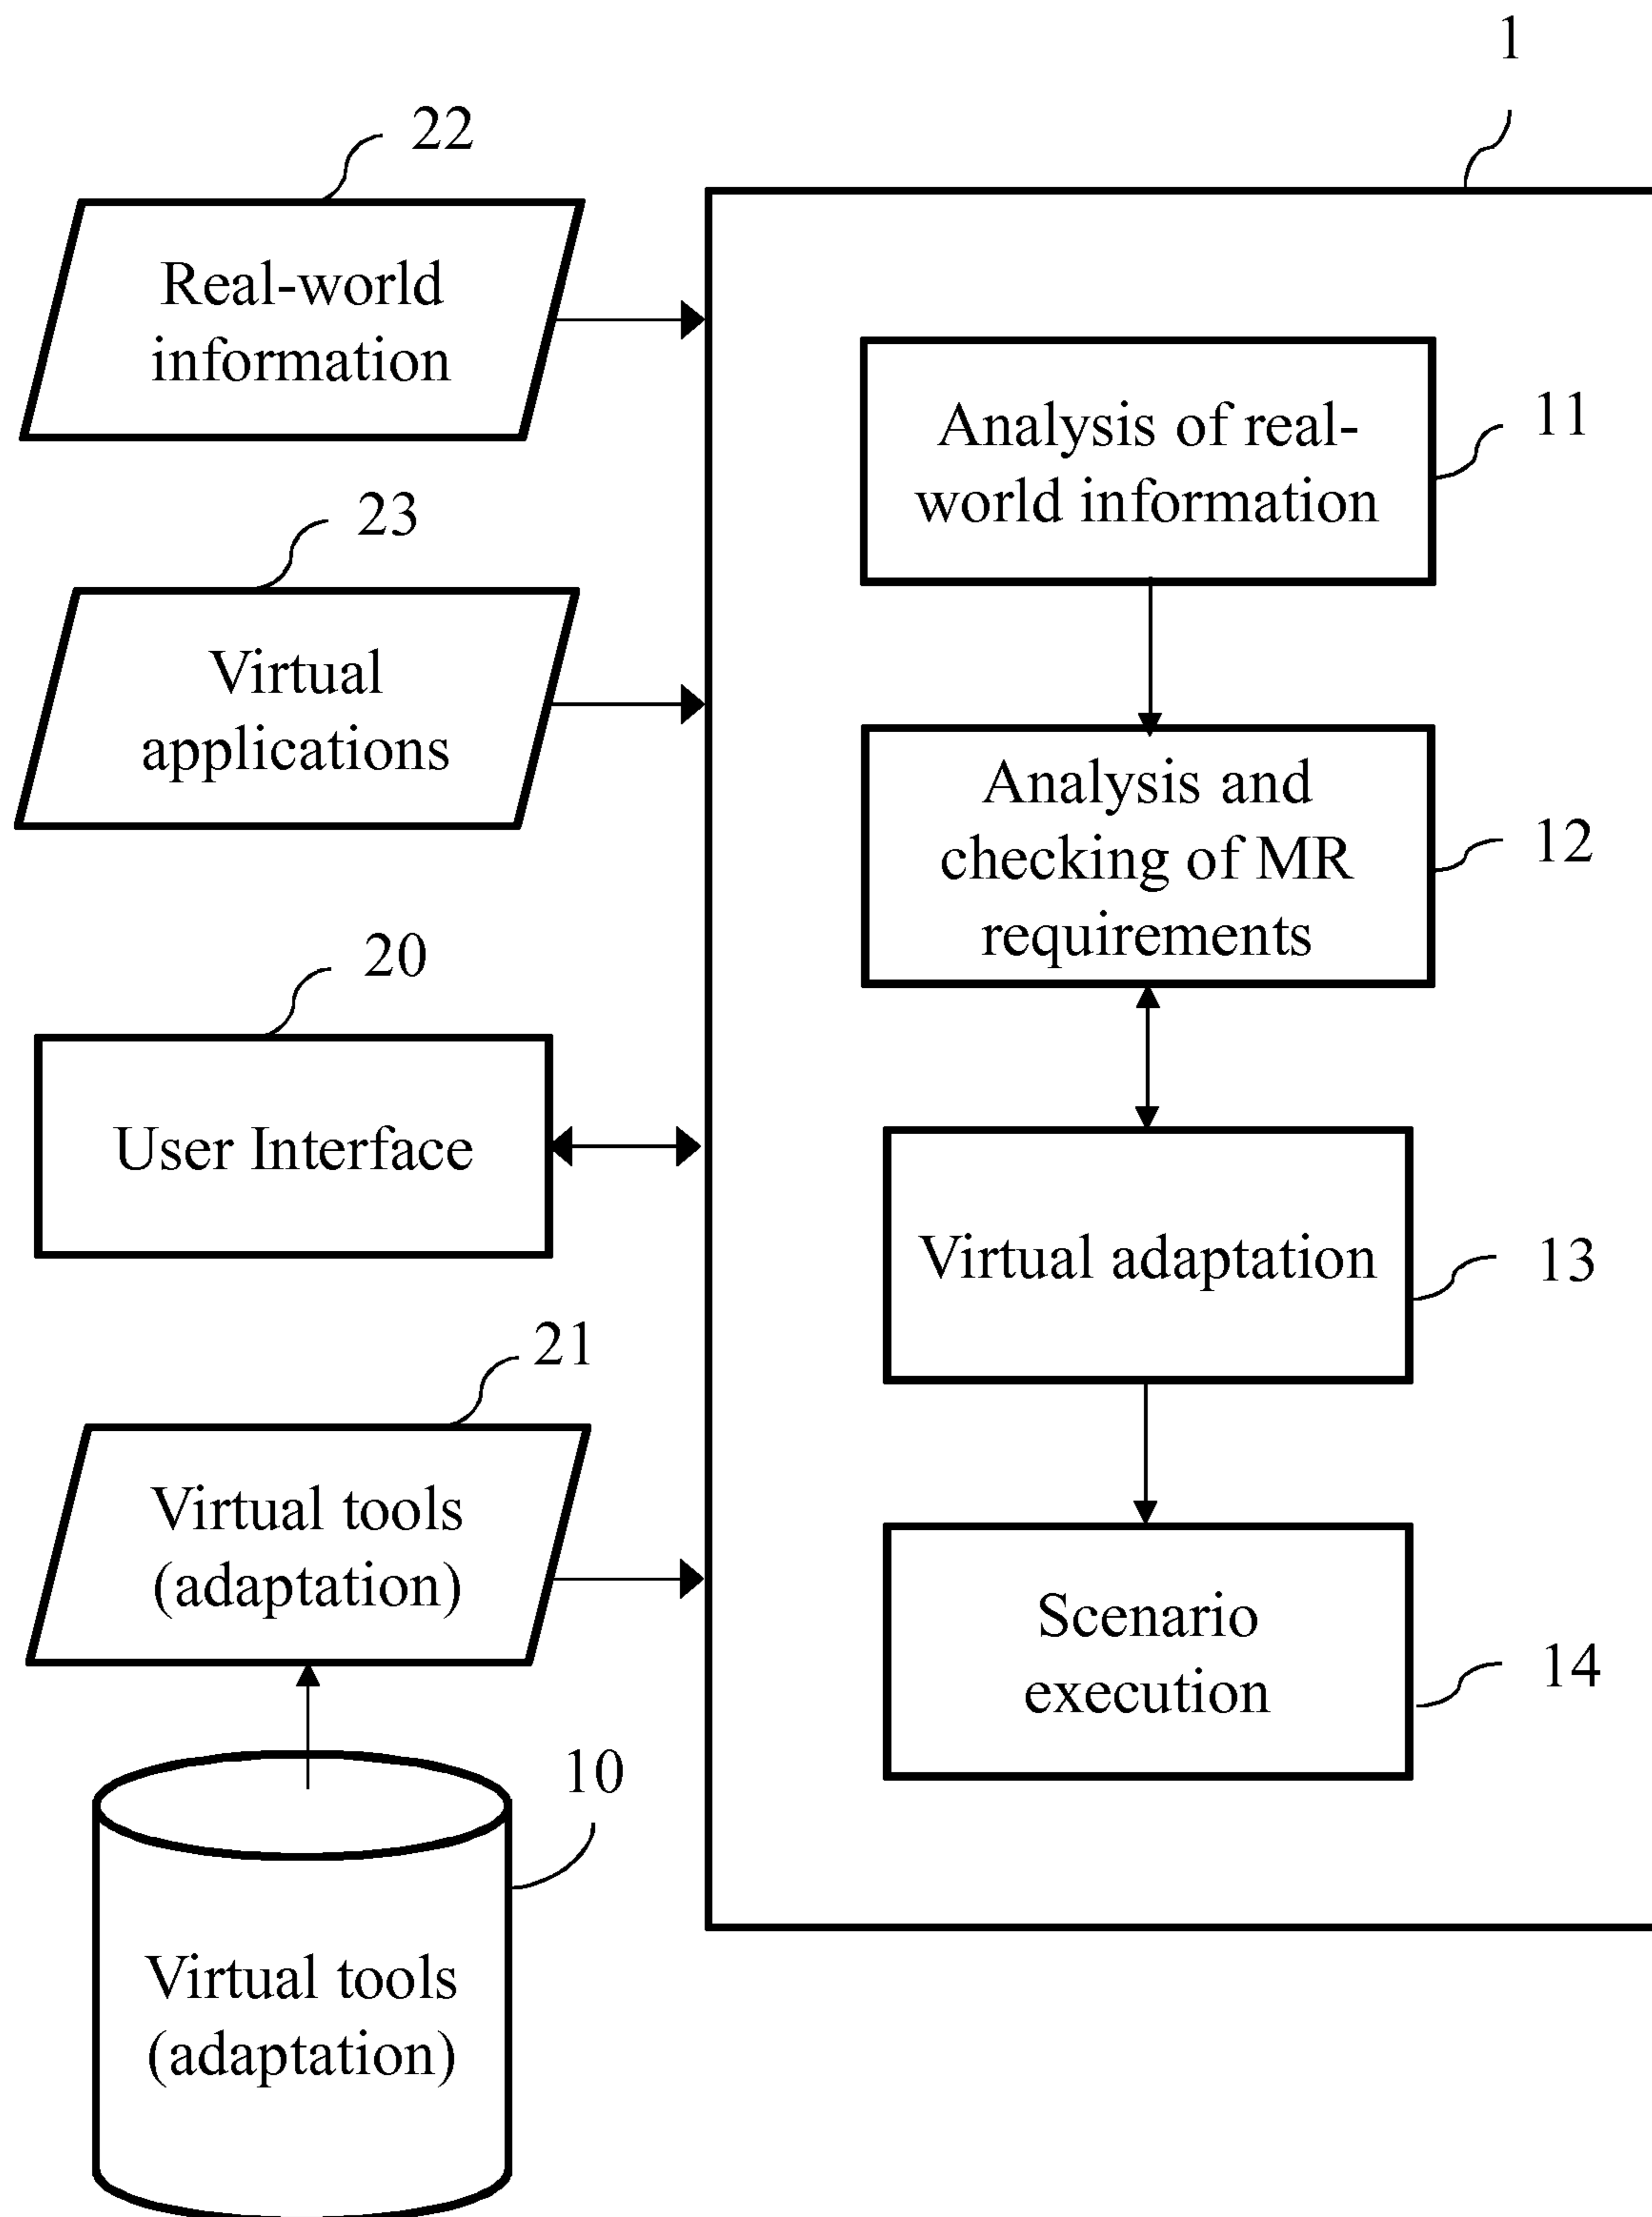 1
22
Real-world
information
23
Virtual
applications
20
User Interface
21
Virtual tools
(adaptation)
10
Virtual tools
(adaptation)
Analysis of real-
world information
11
Analysis and
checking of MR
requirements
12
Virtual adaptation
13
Scenario
execution
14